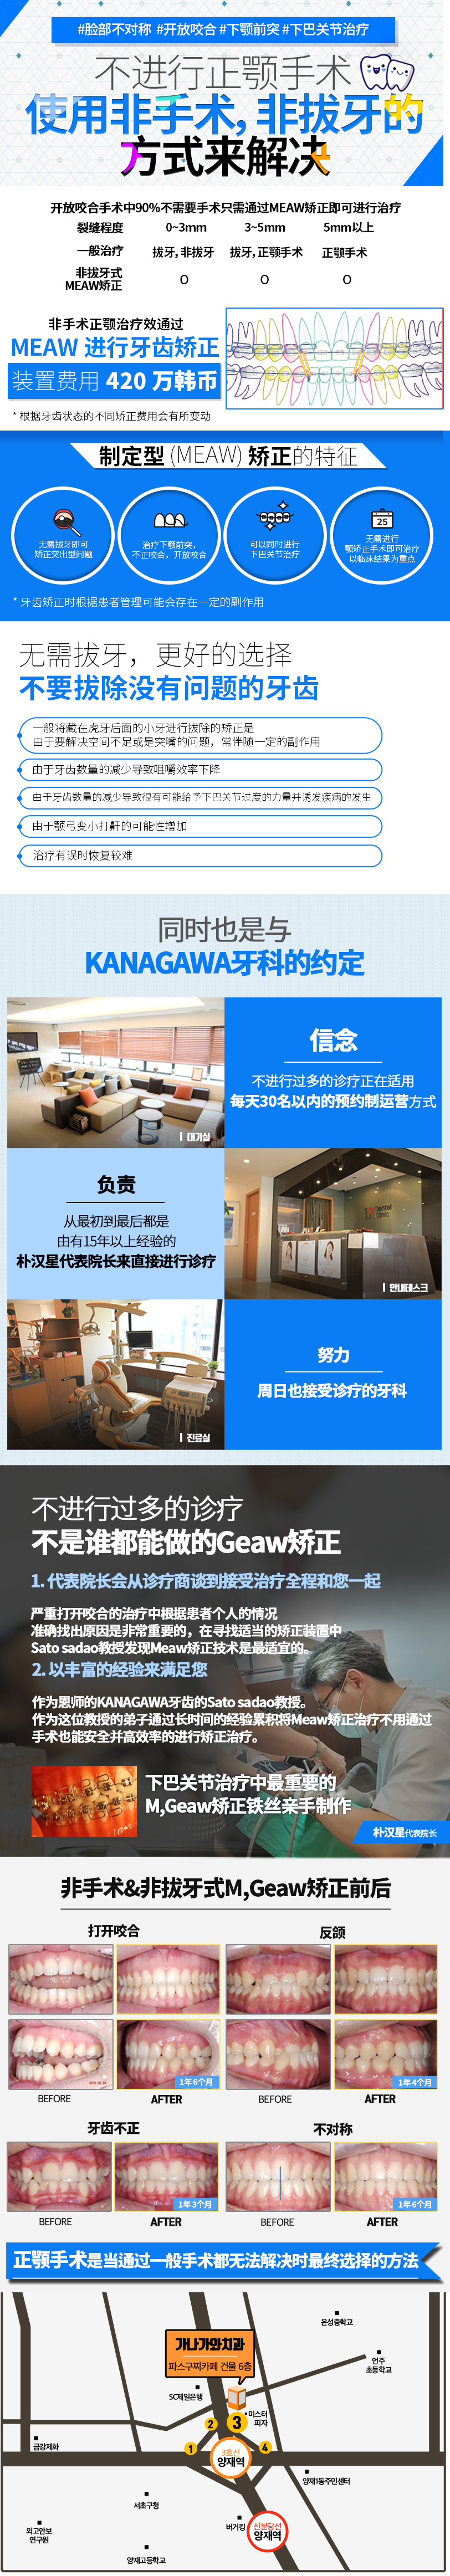 #脸部不对称 #开放咬合 #下颚前突 #下巴关节治疗
不进行正颚手术
使用非手术, 非拔牙的
方式来解决
开放咬合手术中90%不需要手术只需通过MEAW矫正即可进行治疗
裂缝程度 0~3mm 3~5mm 5mm以上
一般治疗 拔牙, 非拔牙 拔牙, 正颚手术 正颚手术
非拔牙式
MEAW矫正 O O O
非手术正颚治疗效通过
MEAW 进行牙齿矫正
装置费用 420 万韩币
* 根据牙齿状态的不同矫正费用会有所变动
制定型 (MEAW) 矫正的特征
无需拔牙即可
矫正突出型问题
治疗下颚前突,
不正咬合, 开放咬合
可以同时进行
下巴关节治疗
25
无需进行
颚矫正手术即可治疗
以临床结果为重点
* 牙齿矫正时根据患者管理可能会存在一定的副作用
无需拔牙，更好的选择
不要拔除没有问题的牙齿
一般将藏在虎牙后面的小牙进行拔除的矫正是
由于要解决空间不足或是突嘴的问题，常伴随一定的副作用
由于牙齿数量的减少导致咀嚼效率下降
由于牙齿数量的减少导致很有可能给予下巴关节过度的力量并诱发疾病的发生
由于颚弓变小打鼾的可能性增加
治疗有误时恢复较难
同时也是与
KANAGAWA牙科的约定
대기실
信念
不进行过多的诊疗正在适用
每天30名以内的预约制运营方式
负责
从最初到最后都是
由有15年以上经验的
朴汉星代表院长来直接进行诊疗
Dental
Clinic
안내데스크
진료실
努力
周日也接受诊疗的牙科
不进行过多的诊疗
不是谁都能做的Geaw矫正
1. 代表院长会从诊疗商谈到接受治疗全程和您一起
严重打开咬合的治疗中根据患者个人的情况
准确找出原因是非常重要的，在寻找适当的矫正装置中
Sato sadao教授发现Meaw矫正技术是最适宜的。
2. 以丰富的经验来满足您
作为恩师的KANAGAWA牙齿的Sato sadao教授。
作为这位教授的弟子通过长时间的经验累积将Meaw矫正治疗不用通过
手术也能安全并高效率的进行矫正治疗。
下巴关节治疗中最重要的
M,Geaw矫正铁丝亲手制作
朴汉星代表院长
非手术&非拔牙式M,Geaw矫正前后
打开咬合 反颌
1年6个月 1年4个月
BEFORE AFTER BEFORE AFTER
牙齿不正 不对称
1年3个月 1年6个月
BEFORE AFTER BEFORE AFTER
正颚手术是当通过一般手术都无法解决时最终选择的方法
은성중학교
가나가와치과
파스구찌카페 건물 6층
언주
초등학교
SC제일은행
미스터
피자
2 3
금강제화
1 4
3호선
양재역
양재1동주민센터
서초구청
외교안보
연구원
버거킹
신분당선
양재역
양재고등학교